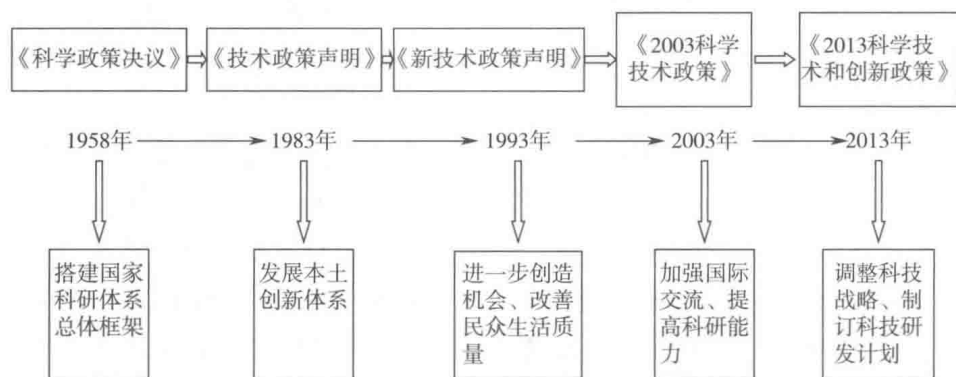 《科学政策决议》
《技术政策声明》
《新技术政策声明》
《2003科学
技术政策》
《2013科学技
术和创新政策》
1958年
1983年
1993年
2003年
2013年
搭建国家
科研体系
总体框架
发展本土
创新体系
进一步创造
机会、改善
民众生活质
量
加强国际
交流、提
高科研能
力
调整科技
战略、制
订科技研
发计划